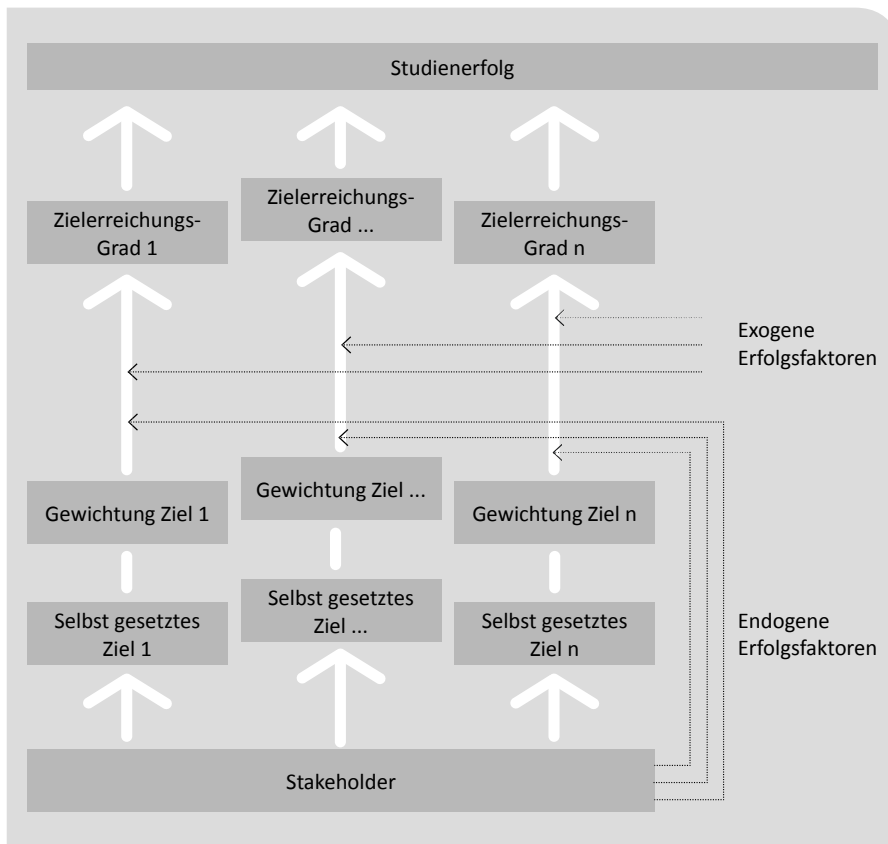 Studienerfolg
Zielerreichungs-
Grad 1
Zielerreichungs-
Grad ...
Zielerreichungs-
Grad n
Exogene
Erfolgsfaktoren
Gewichtung Ziel 1
Gewichtung Ziel ...
Gewichtung Ziel n
Selbst gesetztes
Ziel 1
Selbst gesetztes
Ziel ...
Selbst gesetztes
Ziel n
Endogene
Erfolgsfaktoren
Stakeholder